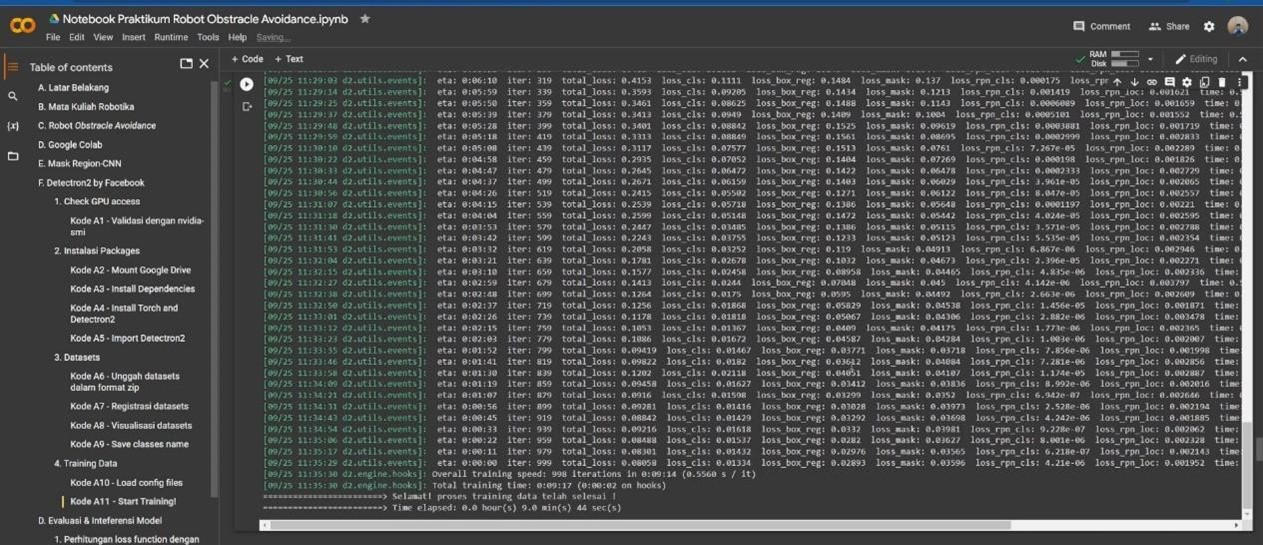 Notebook Praktikum Robot Obstracle Avoidance.ipynb
File Edit View Insert Runtime Tools Help Saving...
Comment Share
+ Code + Text
RAM
Disk
Editing
Table of contents
A. Latar Belakang
B. Mata Kuliah Robotika
C. Robot Obstracle Avoidance
D. Google Colab
E. Mask Region-CNN
F. Detectron2 by Facebook
1. Check GPU access
Kode A1 - Validasi dengan nvidia-
smi
2. Instalasi Packages
Kode A2 - Mount Google Drive
Kode A3 - Install Dependencies
Kode A4 - Install Torch and
Detectron2
Kode A5 - Import Detectron2
3. Datasets
Kode A6 - Unggah datasets
dalam format zip
Kode A7 - Registrasi datasets
Kode A8 - Visualisasi datasets
Kode A9 - Save classes name
4. Training Data
Kode A10 - Load config files
Kode A11 - Start Training!
D. Evaluasi & Inteferensi Model
1. Perhitungan loss function dengan
[09/25 11:29:03 d2.utils.events]: eta: 0:06:10 iter: 319 total_loss: 0.4153 loss_cls: 0.1111 loss_box_reg: 0.1484 loss_mask: 0.137 loss_rpn_cls: 0.000175
[09/25 11:29:14 d2.utils.events]: eta: 0:05:59 iter: 339 total_loss: 0.3593 loss_cls: 0.09205 loss_box_reg: 0.1434 loss_mask: 0.1213 loss_rpn_cls: 0.001419 loss_rpn_loc: 0.001621 time:
[09/25 11:29:25 d2.utils.events]: eta: 0:05:50 iter: 359 total_loss: 0.3461 loss_cls: 0.08625 loss_box_reg: 0.1488 loss_mask: 0.1143 loss_rpn_cls: 0.0006089 loss_rpn_loc: 0.001659 time:
[09/25 11:29:37 d2.utils.events]: eta: 0:05:39 iter: 379 total_loss: 0.3413 loss_cls: 0.0949 loss_box_reg: 0.1409 loss_mask: 0.1004 loss_rpn_cls: 0.0005101 loss_rpn_loc: 0.001552 time:
[09/25 11:29:48 d2.utils.events]: eta: 0:05:28 iter: 399 total_loss: 0.3401 loss_cls: 0.08842 loss_box_reg: 0.1525 loss_mask: 0.09619 loss_rpn_cls: 0.0003881 loss_rpn_loc: 0.001719 time:
[09/25 11:29:59 d2.utils.events]: eta: 0:05:18 iter: 419 total_loss: 0.3313 loss_cls: 0.08849 loss_box_reg: 0.1561 loss_mask: 0.08695 loss_rpn_cls: 0.0002999 loss_rpn_loc: 0.002833 time:
[09/25 11:30:10 d2.utils.events]: eta: 0:05:08 iter: 439 total_loss: 0.3117 loss_cls: 0.07577 loss_box_reg: 0.1513 loss_mask: 0.0761 loss_rpn_cls: 7.267e-05 loss_rpn_loc: 0.002289 time:
[09/25 11:30:22 d2.utils.events]: eta: 0:04:58 iter: 459 total_loss: 0.2935 loss_cls: 0.07052 loss_box_reg: 0.1404 loss_mask: 0.07269 loss_rpn_cls: 0.000198 loss_rpn_loc: 0.001826 time:
[09/25 11:30:33 d2.utils.events]: eta: 0:04:47 iter: 479 total_loss: 0.2645 loss_cls: 0.06472 loss_box_reg: 0.1422 loss_mask: 0.06478 loss_rpn_cls: 0.0002333 loss_rpn_loc: 0.002729 time:
[09/25 11:30:44 d2.utils.events]: eta: 0:04:37 iter: 499 total_loss: 0.2671 loss_cls: 0.06159 loss_box_reg: 0.1403 loss_mask: 0.06029 loss_rpn_cls: 3.961e-05 loss_rpn_loc: 0.002065 time:
[09/25 11:30:56 d2.utils.events]: eta: 0:04:26 iter: 519 total_loss: 0.2415 loss_cls: 0.05502 loss_box_reg: 0.1271 loss_mask: 0.06122 loss_rpn_cls: 8.047e-05 loss_rpn_loc: 0.002557 time:
[09/25 11:31:07 d2.utils.events]: eta: 0:04:15 iter: 539 total_loss: 0.2539 loss_cls: 0.05718 loss_box_reg: 0.1386 loss_mask: 0.05648 loss_rpn_cls: 0.0001197 loss_rpn_loc: 0.00221 time:
[09/25 11:31:18 d2.utils.events]: eta: 0:04:04 iter: 559 total_loss: 0.2599 loss_cls: 0.05148 loss_box_reg: 0.1472 loss_mask: 0.05442 loss_rpn_cls: 4.024e-05 loss_rpn_loc: 0.002595 time:
[09/25 11:31:30 d2.utils.events]: eta: 0:03:53 iter: 579 total_loss: 0.2447 loss_cls: 0.03485 loss_box_reg: 0.1386 loss_mask: 0.05115 loss_rpn_cls: 3.571e-05 loss_rpn_loc: 0.002788 time:
[09/25 11:31:41 d2.utils.events]: eta: 0:03:42 iter: 599 total_loss: 0.2243 loss_cls: 0.03755 loss_box_reg: 0.1233 loss_mask: 0.05123 loss_rpn_cls: 5.535e-05 loss_rpn_loc: 0.002354 time:
[09/25 11:31:53 d2.utils.events]: eta: 0:03:32 iter: 619 total_loss: 0.2058 loss_cls: 0.03252 loss_box_reg: 0.119 loss_mask: 0.04913 loss_rpn_cls: 6.867e-06 loss_rpn_loc: 0.002946 time:
[09/25 11:32:04 d2.utils.events]: eta: 0:03:21 iter: 639 total_loss: 0.1781 loss_cls: 0.02678 loss_box_reg: 0.1032 loss_mask: 0.04673 loss_rpn_cls: 2.396e-05 loss_rpn_loc: 0.002271 time:
[09/25 11:32:15 d2.utils.events]: eta: 0:03:10 iter: 659 total_loss: 0.1577 loss_cls: 0.02458 loss_box_reg: 0.08958 loss_mask: 0.04465 loss_rpn_cls: 4.835e-06 loss_rpn_loc: 0.002336 time:
[09/25 11:32:27 d2.utils.events]: eta: 0:02:59 iter: 679 total_loss: 0.1413 loss_cls: 0.0244 loss_box_reg: 0.07048 loss_mask: 0.045 loss_rpn_cls: 4.142e-06 loss_rpn_loc: 0.003797 time:
[09/25 11:32:38 d2.utils.events]: eta: 0:02:48 iter: 699 total_loss: 0.1264 loss_cls: 0.0175 loss_box_reg: 0.0595 loss_mask: 0.04492 loss_rpn_cls: 2.663e-06 loss_rpn_loc: 0.002609 time:
[09/25 11:32:50 d2.utils.events]: eta: 0:02:37 iter: 719 total_loss: 0.1256 loss_cls: 0.01868 loss_box_reg: 0.05829 loss_mask: 0.04538 loss_rpn_cls: 1.456e-05 loss_rpn_loc: 0.001871 time:
[09/25 11:33:01 d2.utils.events]: eta: 0:02:26 iter: 739 total_loss: 0.1178 loss_cls: 0.01818 loss_box_reg: 0.05067 loss_mask: 0.04306 loss_rpn_cls: 2.882e-06 loss_rpn_loc: 0.003478 time:
[09/25 11:33:12 d2.utils.events]: eta: 0:02:15 iter: 759 total_loss: 0.1053 loss_cls: 0.01367 loss_box_reg: 0.0409 loss_mask: 0.04175 loss_rpn_cls: 1.773e-06 loss_rpn_loc: 0.002365 time:
[09/25 11:33:23 d2.utils.events]: eta: 0:02:03 iter: 779 total_loss: 0.1086 loss_cls: 0.01672 loss_box_reg: 0.04587 loss_mask: 0.04284 loss_rpn_cls: 1.003e-06 loss_rpn_loc: 0.002007 time:
[09/25 11:33:35 d2.utils.events]: eta: 0:01:52 iter: 799 total_loss: 0.09419 loss_cls: 0.01467 loss_box_reg: 0.03771 loss_mask: 0.03718 loss_rpn_cls: 7.856e-06 loss_rpn_loc: 0.001998 time:
[09/25 11:33:46 d2.utils.events]: eta: 0:01:41 iter: 819 total_loss: 0.09822 loss_cls: 0.0182 loss_box_reg: 0.03612 loss_mask: 0.04084 loss_rpn_cls: 7.281e-06 loss_rpn_loc: 0.002856 time:
[09/25 11:33:58 d2.utils.events]: eta: 0:01:30 iter: 839 total_loss: 0.1202 loss_cls: 0.02118 loss_box_reg: 0.04051 loss_mask: 0.04107 loss_rpn_cls: 1.174e-05 loss_rpn_loc: 0.002887 time:
[09/25 11:34:09 d2.utils.events]: eta: 0:01:19 iter: 859 total_loss: 0.09458 loss_cls: 0.01627 loss_box_reg: 0.03412 loss_mask: 0.03836 loss_rpn_cls: 8.992e-06 loss_rpn_loc: 0.002016 time:
[09/25 11:34:21 d2.utils.events]: eta: 0:01:07 iter: 879 total_loss: 0.0916 loss_cls: 0.01598 loss_box_reg: 0.03299 loss_mask: 0.0352 loss_rpn_cls: 6.942e-07 loss_rpn_loc: 0.002646 time:
[09/25 11:34:31 d2.utils.events]: eta: 0:00:56 iter: 899 total_loss: 0.09281 loss_cls: 0.01416 loss_box_reg: 0.03028 loss_mask: 0.03973 loss_rpn_cls: 2.528e-06 loss_rpn_loc: 0.002194 time:
[09/25 11:34:43 d2.utils.events]: eta: 0:00:45 iter: 919 total_loss: 0.08842 loss_cls: 0.01429 loss_box_reg: 0.03292 loss_mask: 0.03698 loss_rpn_cls: 4.242e-06 loss_rpn_loc: 0.001885 time:
[09/25 11:34:54 d2.utils.events]: eta: 0:00:33 iter: 939 total_loss: 0.09216 loss_cls: 0.01618 loss_box_reg: 0.0332 loss_mask: 0.03981 loss_rpn_cls: 9.228e-07 loss_rpn_loc: 0.002062 time:
[09/25 11:35:06 d2.utils.events]: eta: 0:00:22 iter: 959 total_loss: 0.08488 loss_cls: 0.01537 loss_box_reg: 0.0282 loss_mask: 0.03627 loss_rpn_cls: 8.001e-06 loss_rpn_loc: 0.002328 time:
[09/25 11:35:17 d2.utils.events]: eta: 0:00:11 iter: 979 total_loss: 0.08301 loss_cls: 0.01432 loss_box_reg: 0.02976 loss_mask: 0.03565 loss_rpn_cls: 6.218e-07 loss_rpn_loc: 0.002143 time:
[09/25 11:35:29 d2.utils.events]: eta: 0:00:00 iter: 999 total_loss: 0.08058 loss_cls: 0.01334 loss_box_reg: 0.02893 loss_mask: 0.03596 loss_rpn_cls: 4.21e-06 loss_rpn_loc: 0.001952 time:
[09/25 11:35:30 d2.engine.hooks]: Overall training speed: 998 iterations in 0:09:14 (0.5560 s / it)
[09/25 11:35:30 d2.engine.hooks]: Total training time: 0:09:17 (0:00:02 on hooks)
========================> Selamat! proses training data telah selesai !
========================> Time elapsed: 0.0 hour(s) 9.0 min(s) 44 sec(s)